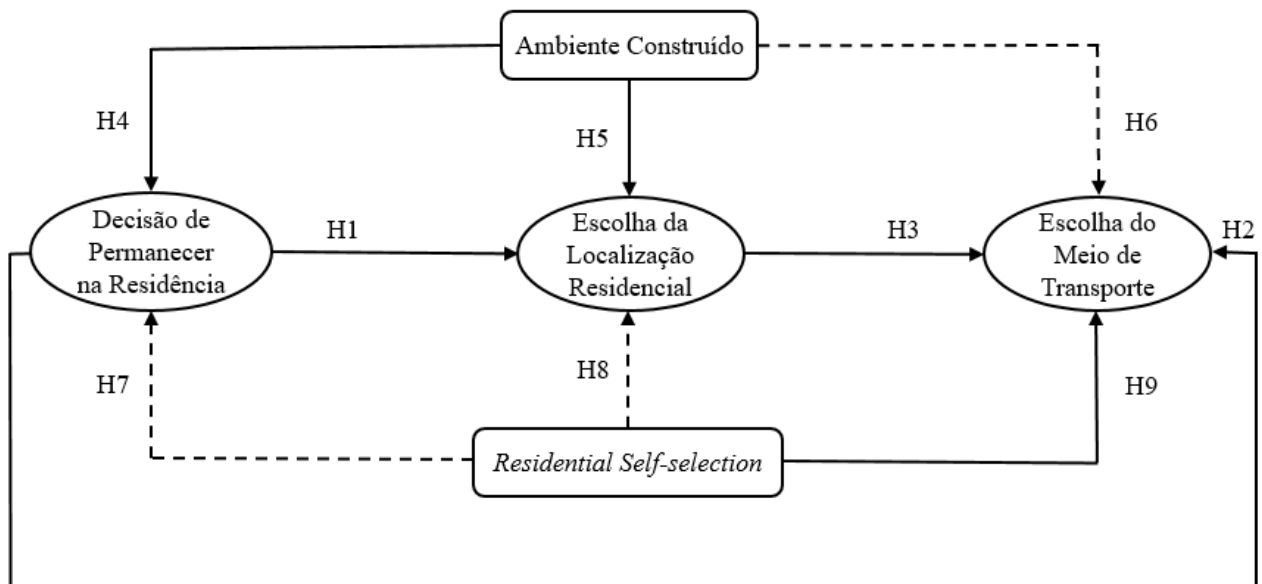 Ambiente Construído
H4
H5
H6
Decisão de
Permanecer
na Residência
H1
Escolha da
Localização
Residencial
H3
Escolha do
Meio de
Transporte
H2
H7
H8
H9
Residential Self-selection